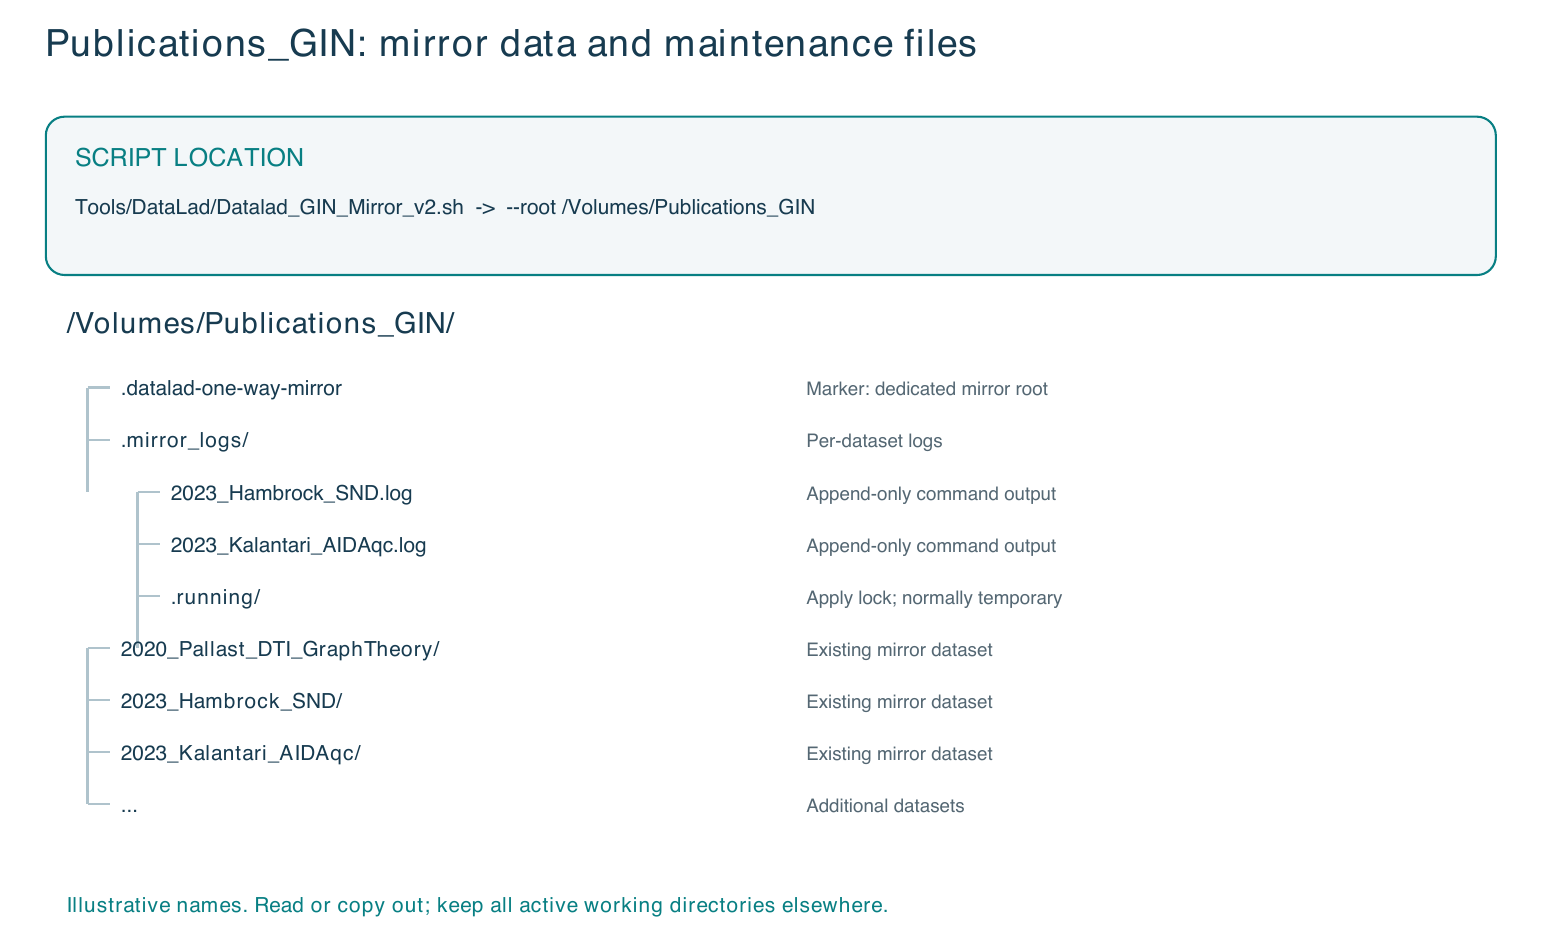 Publications_GIN: mirror data and maintenance files
SCRIPT LOCATION
Tools/DataLad/Datalad_GIN_Mirror_v2.sh -> --root /Volumes/Publications_GIN
/Volumes/Publications_GIN/
.datalad-one-way-mirror Marker: dedicated mirror root
.mirror_logs/ Per-dataset logs
2023_Hambrock_SND.log Append-only command output
2023_Kalantari_AIDAqc.log Append-only command output
.running/ Apply lock; normally temporary
2020_Pallast_DTI_GraphTheory/ Existing mirror dataset
2023_Hambrock_SND/ Existing mirror dataset
2023_Kalantari_AIDAqc/ Existing mirror dataset
... Additional datasets
Illustrative names. Read or copy out; keep all active working directories elsewhere.